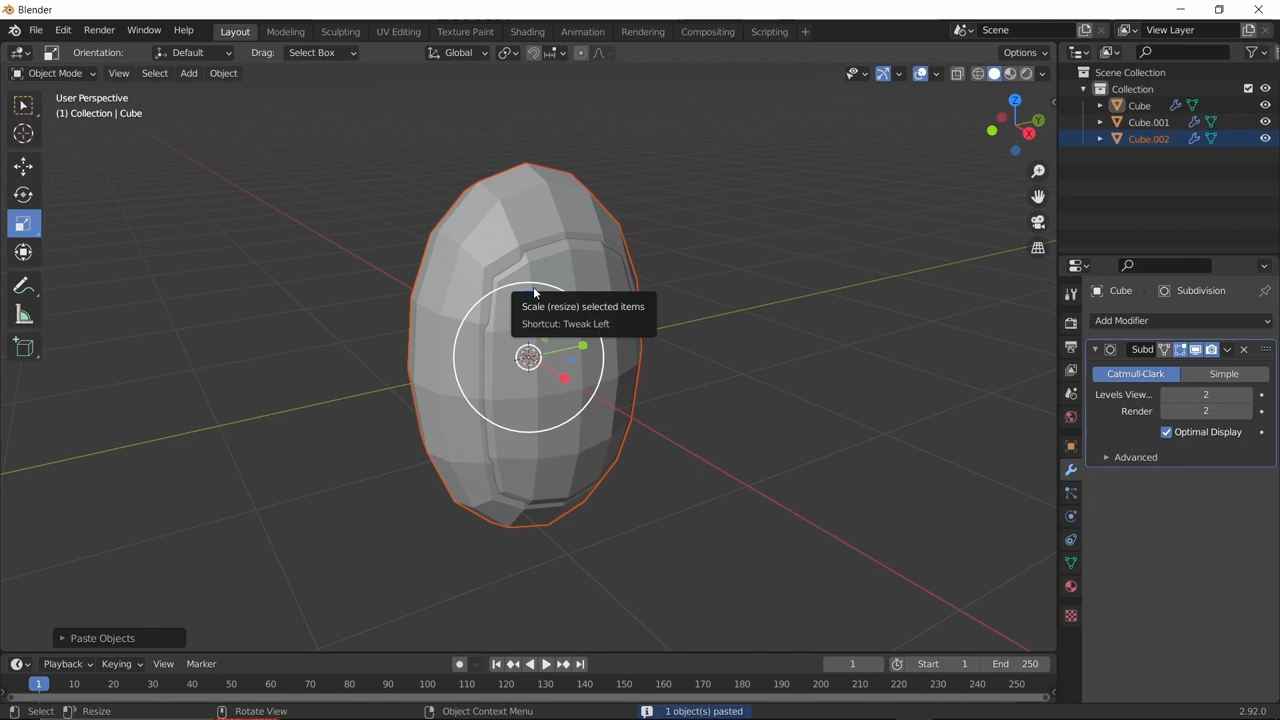 Blender
File Edit Render Window Help Layout Modeling Sculpting UV Editing Texture Paint Shading Animation Rendering Compositing Scripting + Scene View Layer
Orientation: Default Drag: Select Box Global Options
Object Mode View Select Add Object
User Perspective
(1) Collection | Cube
Scene Collection
Collection
Cube
Cube.001
Cube.002
Z
Y
X
Scale (resize) selected items
Shortcut: Tweak Left
Cube Subdivision
Add Modifier
Subd
Catmull-Clark Simple
Levels View... 2
Render 2
Optimal Display
Advanced
Paste Objects
Playback Keying View Marker 1 Start 1 End 250
1 10 20 30 40 50 60 70 80 90 100 110 120 130 140 150 160 170 180 190 200 210 220 230 240 250
Select Resize Rotate View Object Context Menu 1 object(s) pasted 2.92.0